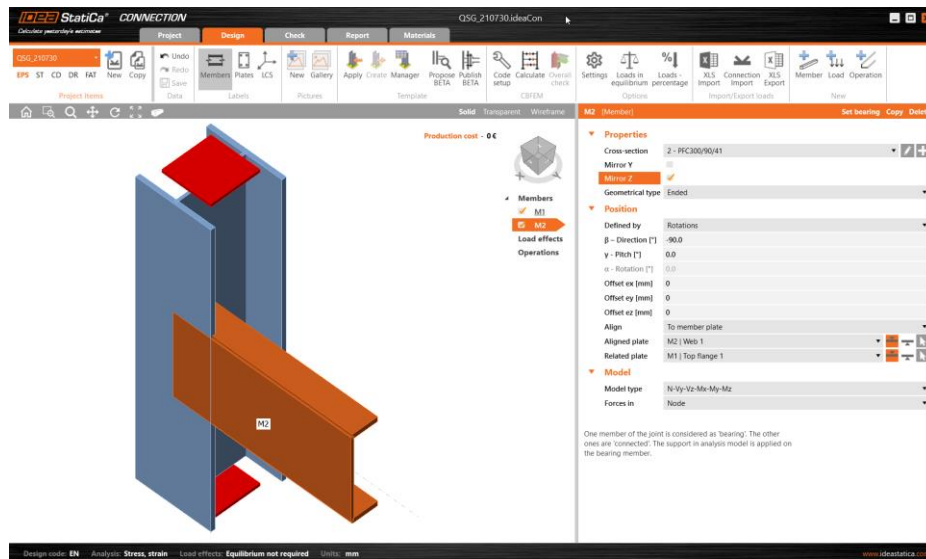 IDEA StatiCa® CONNECTION
Calculate yesterday's estimates
QSG_210730.ideaCon
Project Design Check Report Materials
QSG_210730
EPS ST CD DR FAT New Copy
Undo
Redo
Save
Members Plates LCS
New Gallery
Apply Create Manager Propose BETA Publish BETA
Code setup Calculate Overall check
Settings Loads in equilibrium Loads - percentage
XLS Import Connection Import XLS Export
Member Load Operation
Project items Data Labels Pictures Template CBFEM Options Import/Export loads New
Solid Transparent Wireframe
Production cost - 0 €
Members
M1
M2
Load effects
Operations
M2
M2 [Member] Set bearing Copy Delet
Properties
Cross-section 2 - PFC300/90/41
Mirror Y
Mirror Z
Geometrical type Ended
Position
Defined by Rotations
β – Direction [°] -90.0
γ - Pitch [°] 0.0
α - Rotation [°] 0.0
Offset ex [mm] 0
Offset ey [mm] 0
Offset ez [mm] 0
Align To member plate
Aligned plate M2 | Web 1
Related plate M1 | Top flange 1
Model
Model type N-Vy-Vz-Mx-My-Mz
Forces in Node
One member of the joint is considered as 'bearing'. The other
ones are 'connected'. The support in analysis model is applied on
the bearing member.
Design code: EN Analysis: Stress, strain Load effects: Equilibrium not required Units: mm
www.ideastatica.com